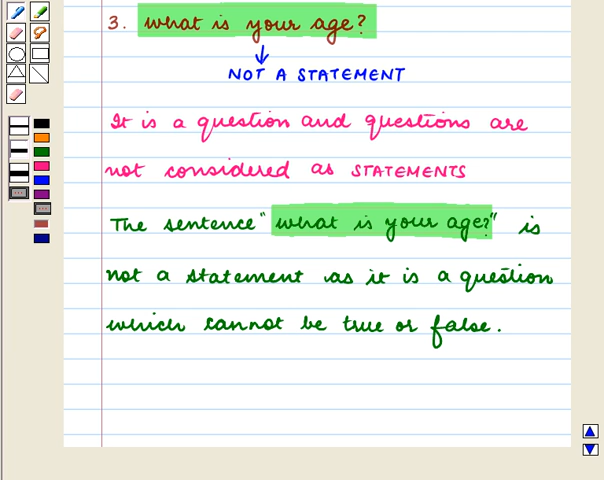 3. what is your age?
NOT A STATEMENT
It is a question and questions are
not considered as STATEMENTS
The sentence "what is your age?" is
not a statement as it is a question
which cannot be true or false.